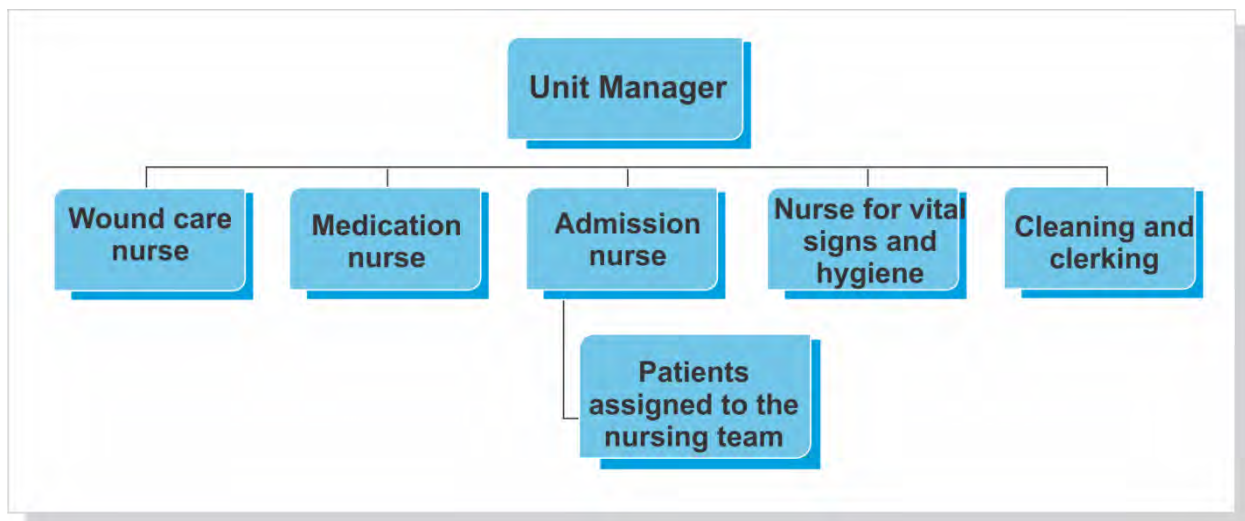 Unit Manager
Wound care
nurse
Medication
nurse
Admission
nurse
Nurse for vital
signs and
hygiene
Cleaning and
clerking
Patients
assigned to the
nursing team